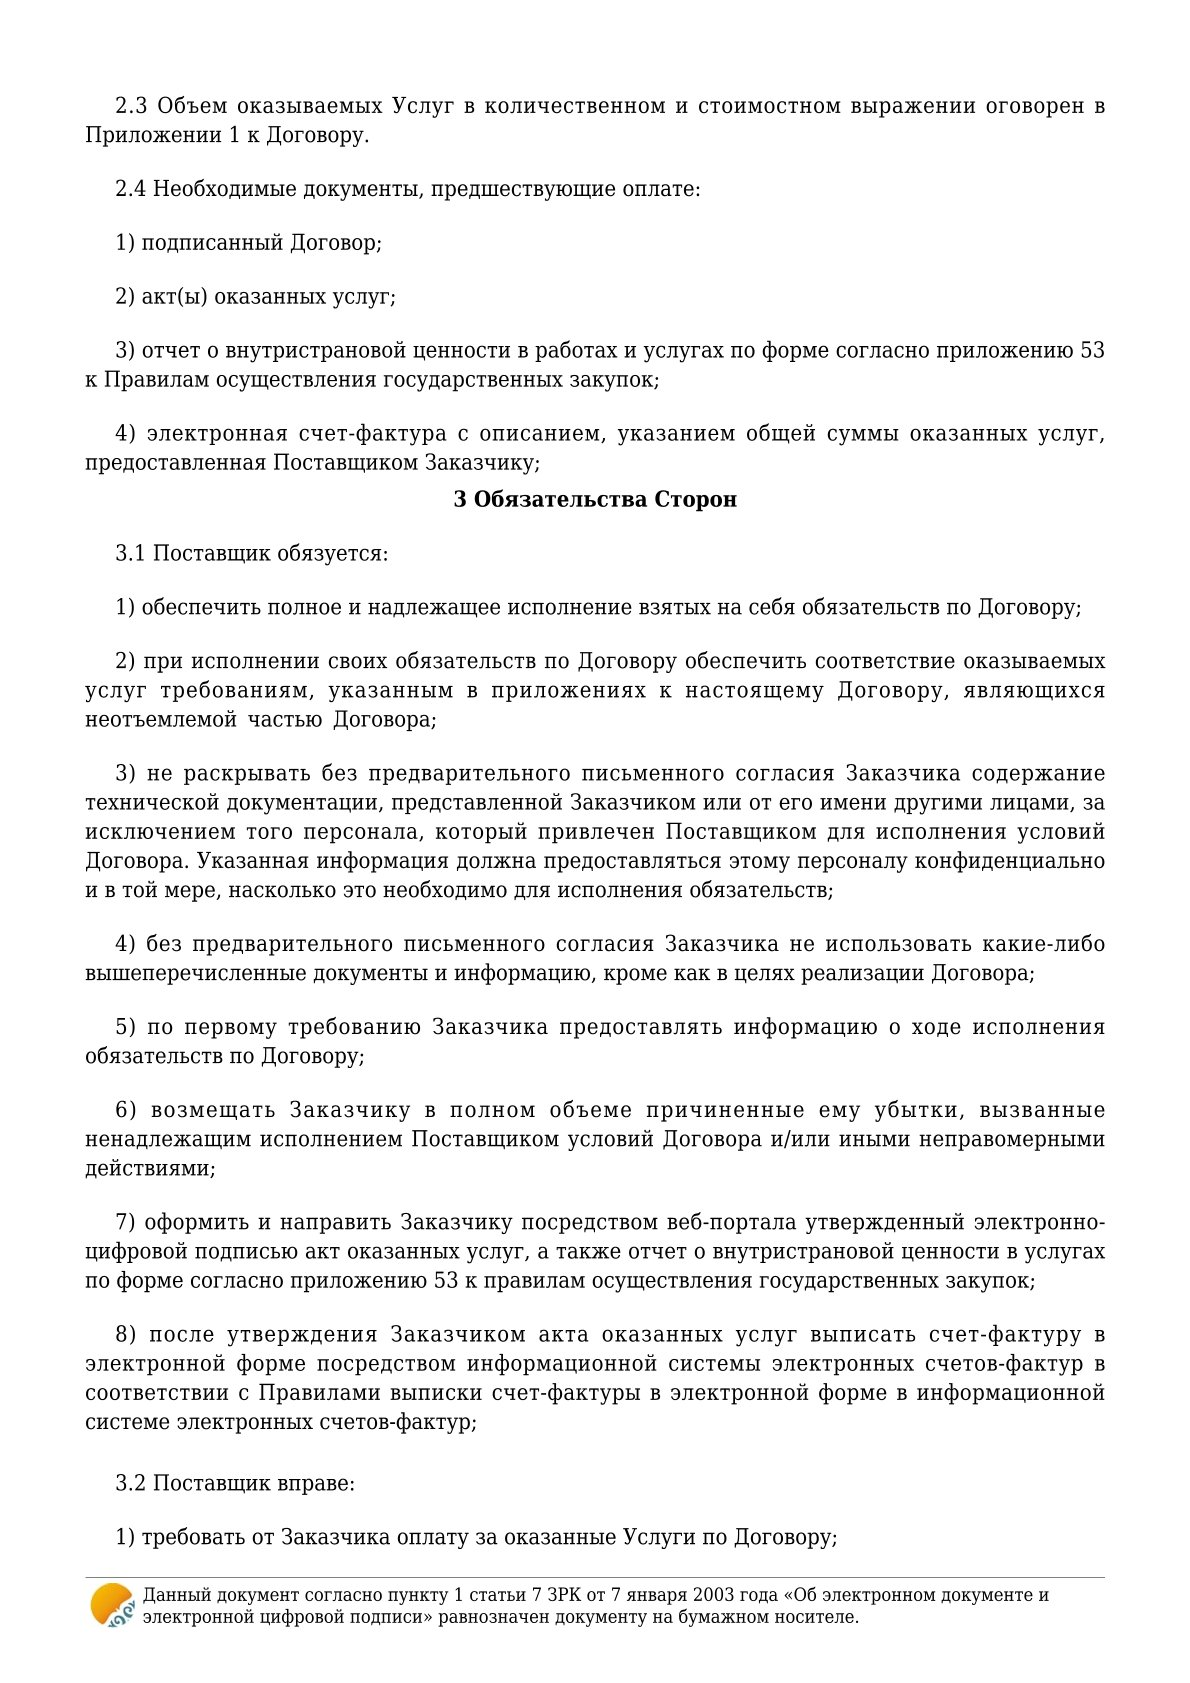 2.3 Объем оказываемых Услуг в количественном и стоимостном выражении оговорен в
Приложении 1 к Договору.
2.4 Необходимые документы, предшествующие оплате:
1) подписанный Договор;
2) акт(ы) оказанных услуг;
3) отчет о внутристрановой ценности в работах и услугах по форме согласно приложению 53
к Правилам осуществления государственных закупок;
4) электронная счет-фактура с описанием, указанием общей суммы оказанных услуг,
предоставленная Поставщиком Заказчику;
3 Обязательства Сторон
3.1 Поставщик обязуется:
1) обеспечить полное и надлежащее исполнение взятых на себя обязательств по Договору;
2) при исполнении своих обязательств по Договору обеспечить соответствие оказываемых
услуг требованиям, указанным в приложениях к настоящему Договору, являющихся
неотъемлемой частью Договора;
3) не раскрывать без предварительного письменного согласия Заказчика содержание
технической документации, представленной Заказчиком или от его имени другими лицами, за
исключением того персонала, который привлечен Поставщиком для исполнения условий
Договора. Указанная информация должна предоставляться этому персоналу конфиденциально
и в той мере, насколько это необходимо для исполнения обязательств;
4) без предварительного письменного согласия Заказчика не использовать какие-либо
вышеперечисленные документы и информацию, кроме как в целях реализации Договора;
5) по первому требованию Заказчика предоставлять информацию о ходе исполнения
обязательств по Договору;
6) возмещать Заказчику в полном объеме причиненные ему убытки, вызванные
ненадлежащим исполнением Поставщиком условий Договора и/или иными неправомерными
действиями;
7) оформить и направить Заказчику посредством веб-портала утвержденный электронно-
цифровой подписью акт оказанных услуг, а также отчет о внутристрановой ценности в услугах
по форме согласно приложению 53 к правилам осуществления государственных закупок;
8) после утверждения Заказчиком акта оказанных услуг выписать счет-фактуру в
электронной форме посредством информационной системы электронных счетов-фактур в
соответствии с Правилами выписки счет-фактуры в электронной форме в информационной
системе электронных счетов-фактур;
3.2 Поставщик вправе:
1) требовать от Заказчика оплату за оказанные Услуги по Договору;
Данный документ согласно пункту 1 статьи 7 ЗРК от 7 января 2003 года «Об электронном документе и
электронной цифровой подписи» равнозначен документу на бумажном носителе.